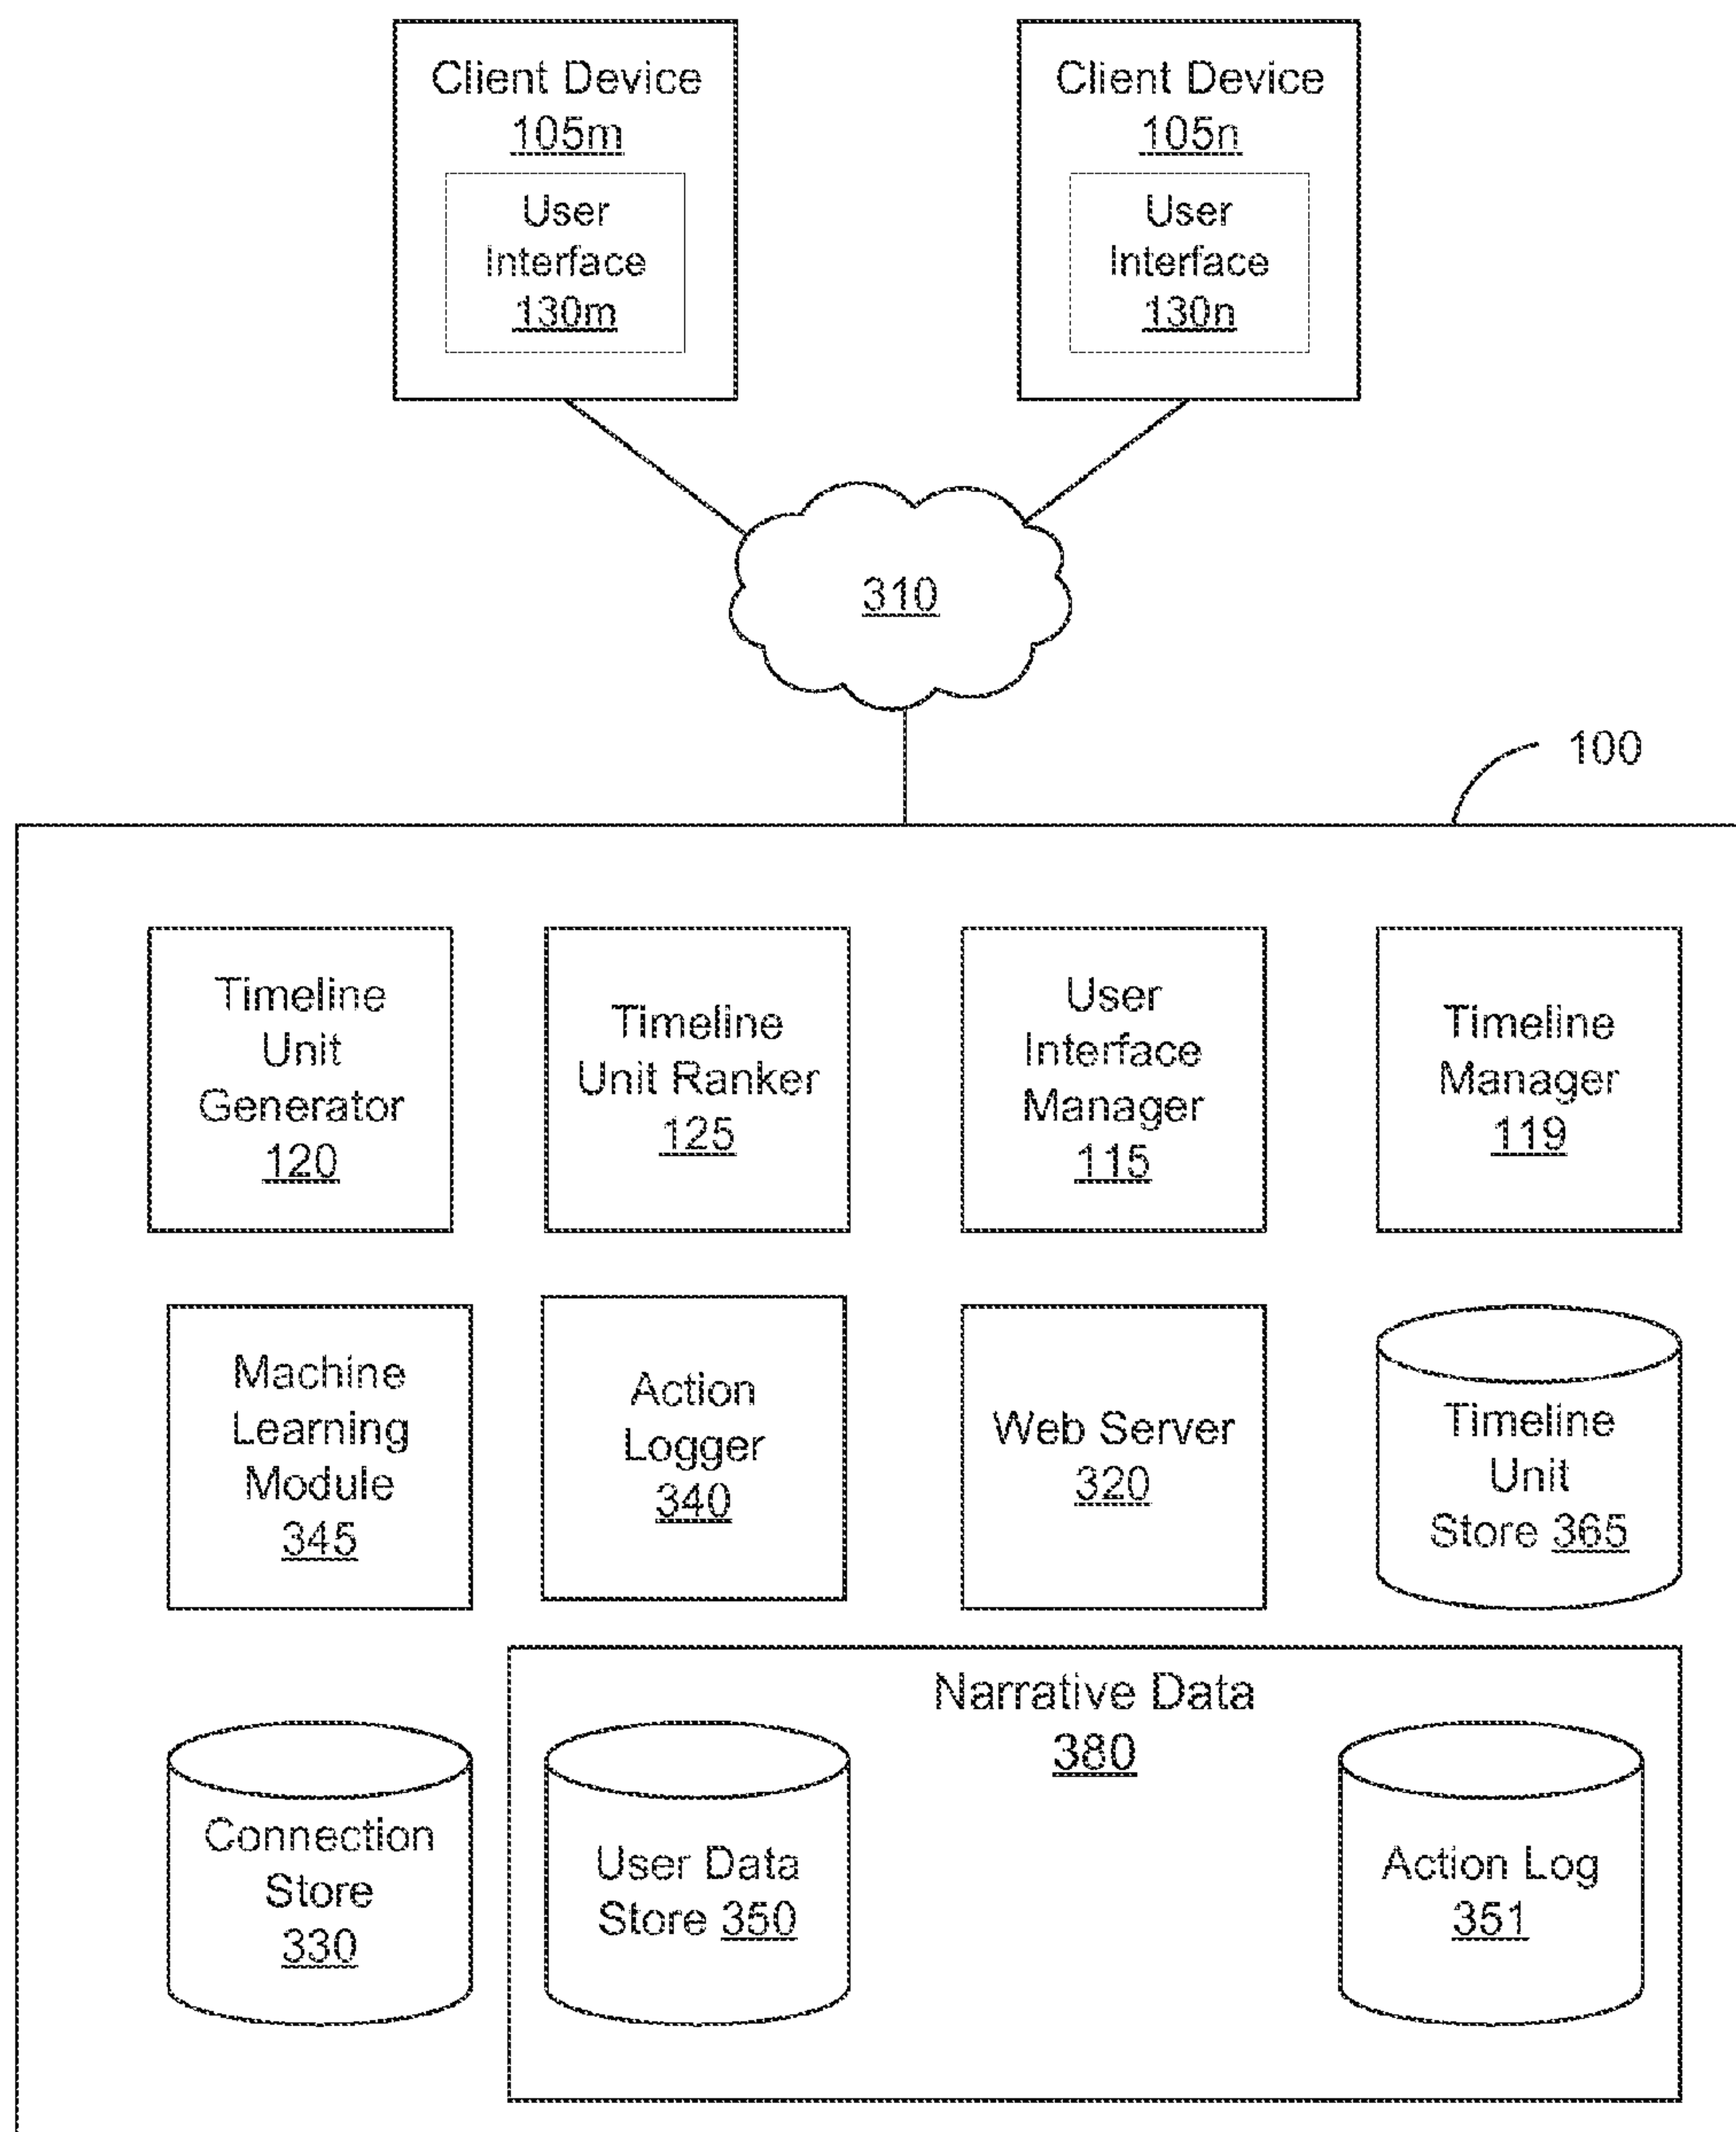 Client Device
105m
User
Interface
130m
Client Device
105n
User
Interface
130n
310
100
Timeline
Unit
Generator
120
Timeline
Unit Ranker
125
User
Interface
Manager
115
Timeline
Manager
119
Machine
Learning
Module
345
Action
Logger
340
Web Server
320
Timeline
Unit
Store 365
Connection
Store
330
Narrative Data
380
User Data
Store 350
Action Log
351